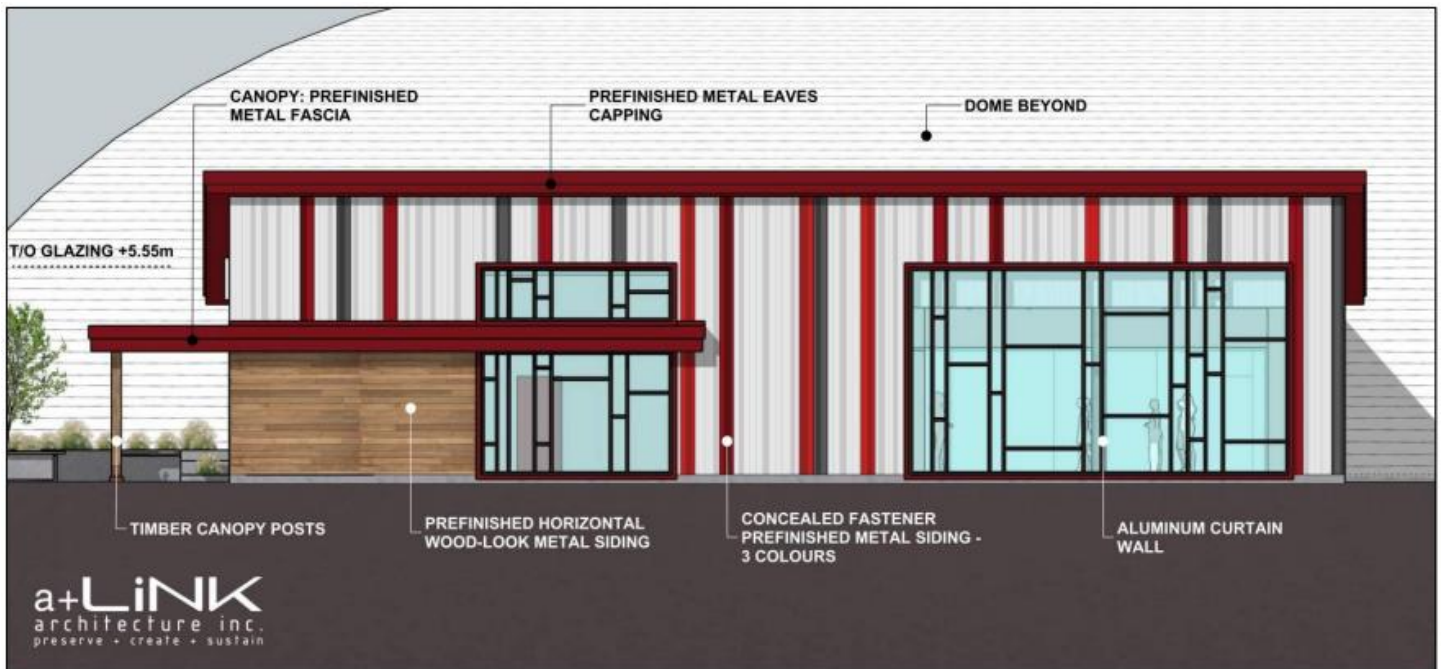 CANOPY: PREFINISHED
METAL FASCIA
PREFINISHED METAL EAVES
CAPPING
DOME BEYOND
T/O GLAZING +5.55m
TIMBER CANOPY POSTS
PREFINISHED HORIZONTAL
WOOD-LOOK METAL SIDING
CONCEALED FASTENER
PREFINISHED METAL SIDING -
3 COLOURS
ALUMINUM CURTAIN
WALL
a+LiNK
architecture inc.
preserve + create + sustain